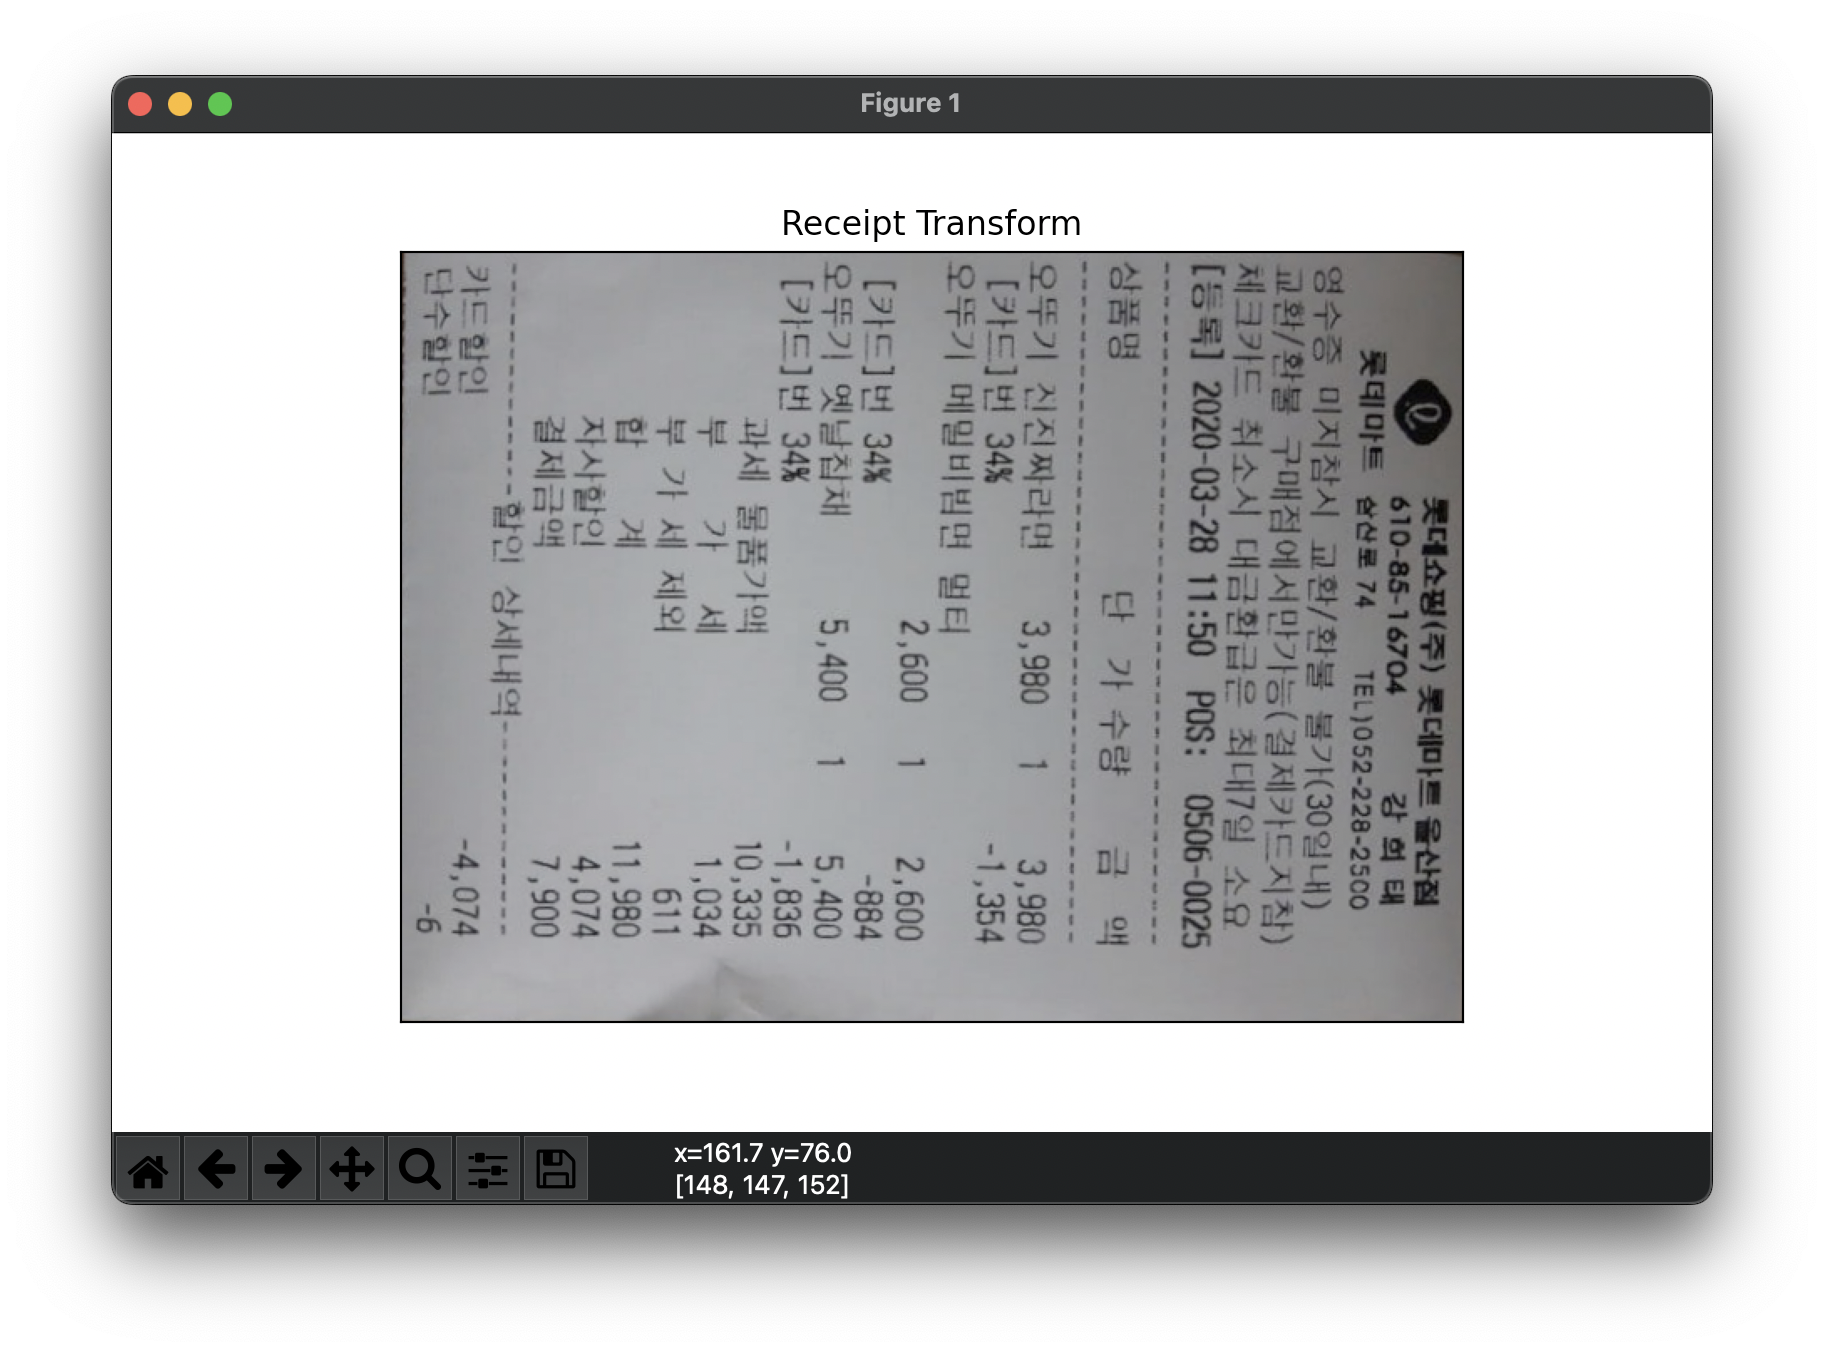 Figure 1
Receipt Transform
롯데쇼핑(주) 롯데마트 울산점
610-85-16704 강 희 태
롯데마트 삼산로 74 TEL)052-228-2500
영수증 미지참시 교환/환불 불가(30일내)
교환/환불 구매점에서만가능(결제카드지참)
체크카드 취소시 대금환급은 최대7일 소요
[등록] 2020-03-28 11:50 POS: 0506-0025
상품명 단 가 수량 금 액
오뚜기 진진짜라면 3,980 1 3,980
[카드]번 34% -1,354
오뚜기 메밀비빔면 멀티
2,600 1 2,600
[카드]번 34% -884
오뚜기 옛날잡채 5,400 1 5,400
[카드]번 34% -1,836
과세 물품가액 10,335
부 가 세 1,034
부 가 세 제외 611
합 계 11,980
자사할인 4,074
결제금액 7,900
할인 상세내역
카드할인 -4,074
단수할인 -6
x=161.7 y=76.0
[148, 147, 152]